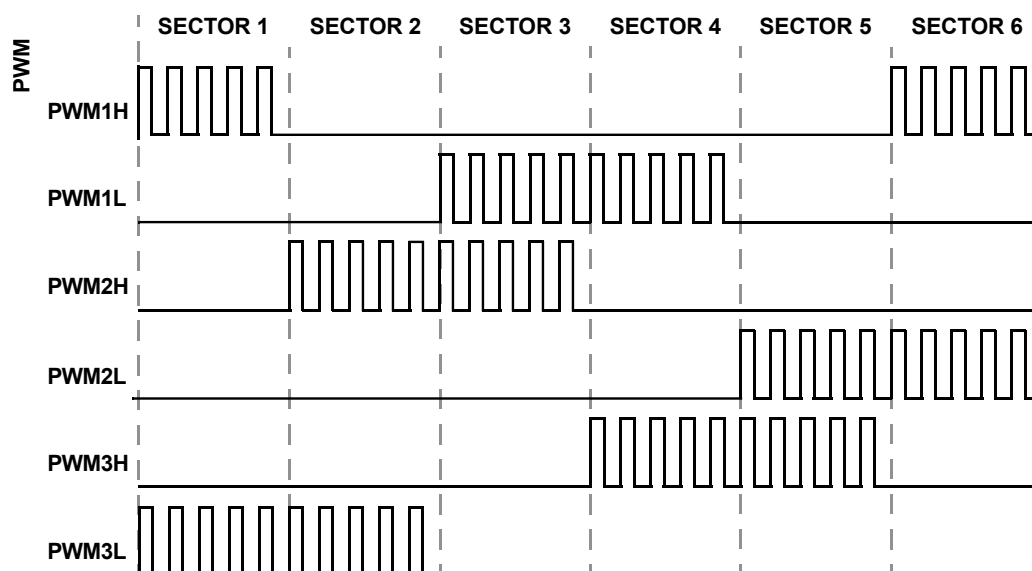 SECTOR 1 SECTOR 2 SECTOR 3 SECTOR 4 SECTOR 5 SECTOR 6
PWM
PWM1H
PWM1L
PWM2H
PWM2L
PWM3H
PWM3L